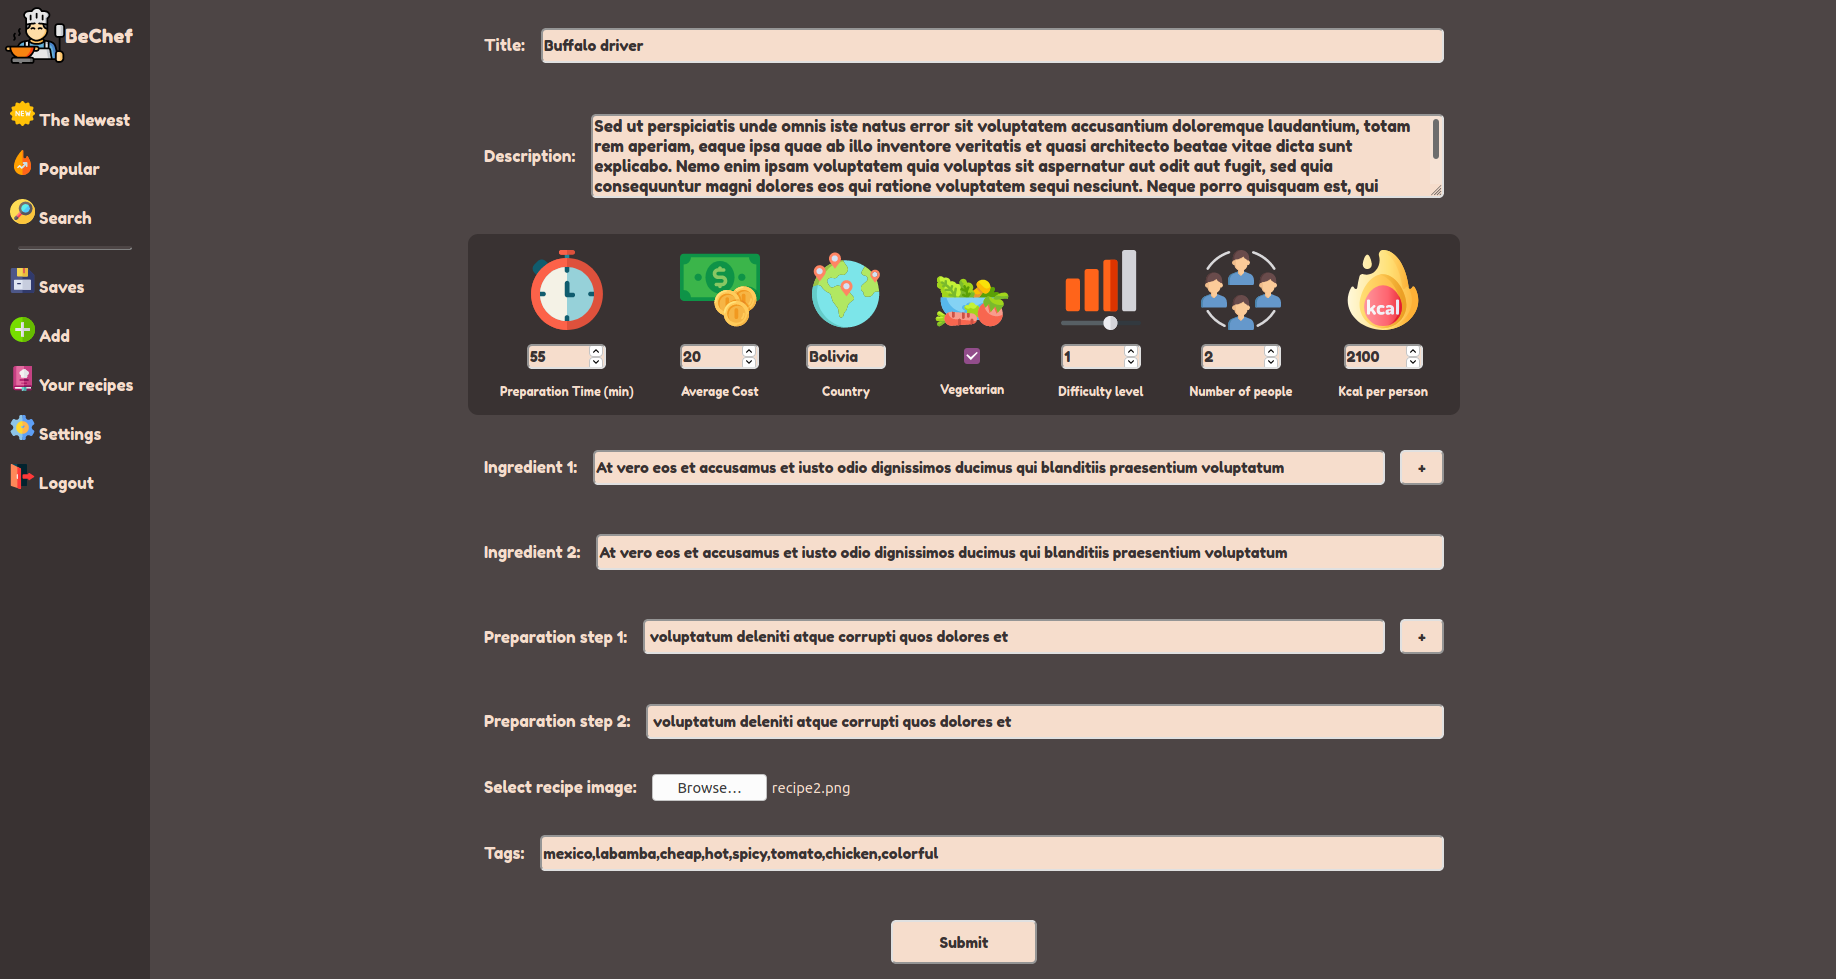 BeChef
NEW
The Newest
Popular
Search
Saves
Add
Your recipes
Settings
Logout
Title: Buffalo driver
Description:
Sed ut perspiciatis unde omnis iste natus error sit voluptatem accusantium doloremque laudantium, totam
rem aperiam, eaque ipsa quae ab illo inventore veritatis et quasi architecto beatae vitae dicta sunt
explicabo. Nemo enim ipsam voluptatem quia voluptas sit aspernatur aut odit aut fugit, sed quia
consequuntur magni dolores eos qui ratione voluptatem sequi nesciunt. Neque porro quisquam est, qui
$
kcal
55 20 Bolivia 1 2 2100
Preparation Time (min) Average Cost Country Vegetarian Difficulty level Number of people Kcal per person
Ingredient 1: At vero eos et accusamus et iusto odio dignissimos ducimus qui blanditiis praesentium voluptatum +
Ingredient 2: At vero eos et accusamus et iusto odio dignissimos ducimus qui blanditiis praesentium voluptatum
Preparation step 1: voluptatum deleniti atque corrupti quos dolores et +
Preparation step 2: voluptatum deleniti atque corrupti quos dolores et
Select recipe image: Browse... recipe2.png
Tags: mexico,labamba,cheap,hot,spicy,tomato,chicken,colorful
Submit